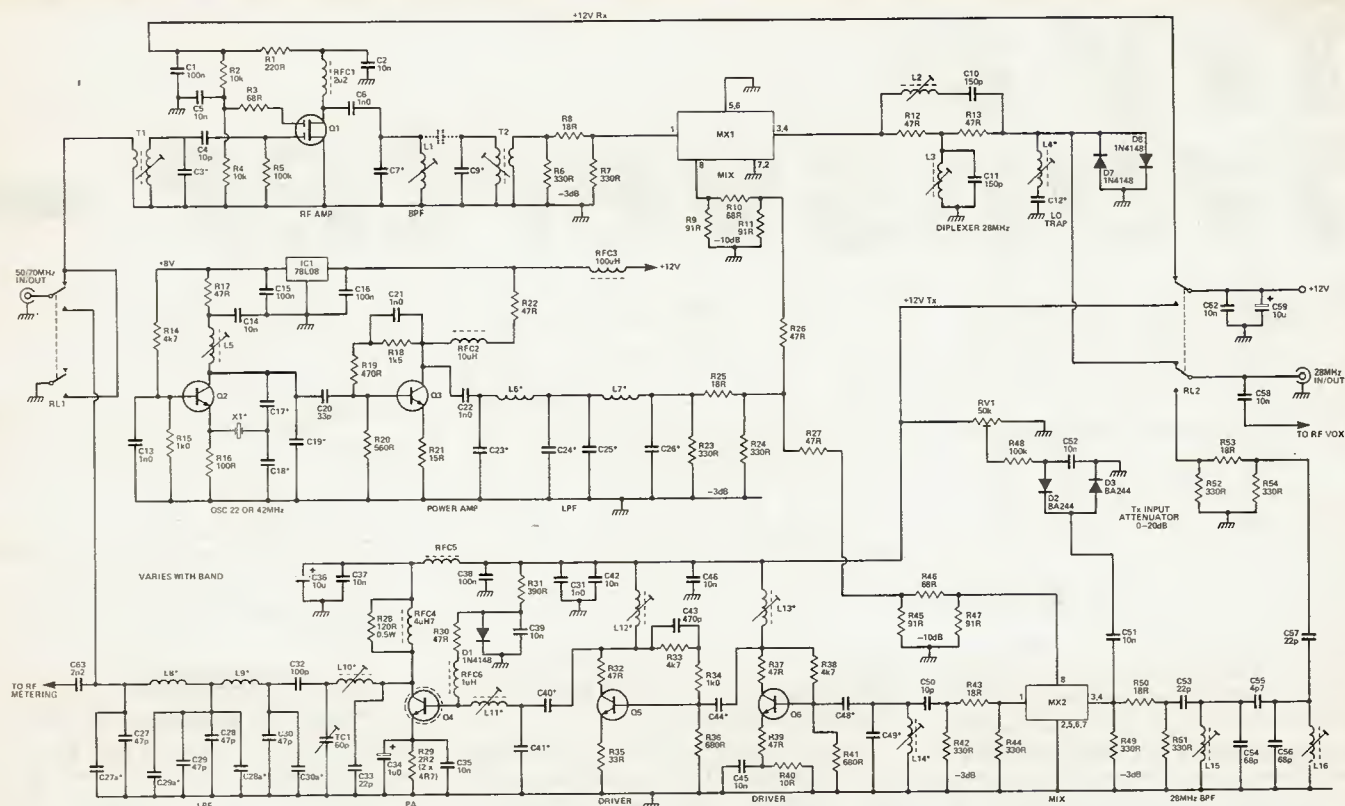 +12V Rx
C1
100n
R2
10k
R1
220R
RFC1
2u2
C2
10n
C5
10n
R3
68R
C6
1n0
Q1
T1
C4
10p
C3*
R4
10k
R5
100k
RF AMP
C7*
L1
BPF
C9*
T2
R8
18R
R6
330R
R7
330R
-3dB
1
MX1
5,6
3,4
8
7,2
MIX
R10
68R
R9
91R
R11
91R
-10dB
L2
C10
150p
R12
47R
R13
47R
L3
C11
150p
DIPLEXER 28MHz
L4*
C12*
LO
TRAP
D7
1N4148
1N4148
50/70MHz
IN/OUT
RL1
+8V
IC1
78L08
RFC3
100uH
+12V
R17
47R
C15
100n
C16
100n
C14
10n
R14
4k7
L5
Q2
X1*
C17*
C18*
C19*
C13
1n0
R15
1k0
R16
100R
OSC 22 OR 42MHz
C20
33p
C21
1n0
R18
1k5
R19
470R
RFC2
10uH
R22
47R
Q3
R20
560R
R21
15R
POWER AMP
C22
1n0
L6*
L7*
C23*
C24*
C25*
C26*
LPF
R25
18R
R23
330R
R24
330R
-3dB
R26
47R
R27
47R
+12V Tx
C62
10n
C59
10u
+12V
28MHz
IN/OUT
RL2
C58
10n
TO RF VOX
RV1
50k
R48
100k
C52
10n
D2
BA244
D3
BA244
Tx INPUT
ATTENUATOR
0-20dB
R53
18R
R52
330R
R54
330R
VARIES WITH BAND
C36
10u
C37
10n
RFC5
C38
100n
R31
390R
C31
1n0
C42
10n
C46
10n
R28
120R
0.5W
RFC4
4uH7
R30
47R
D1
1N4148
C39
10n
RFC6
1uH
L12*
C43
470p
R33
4k7
L13*
R46
68R
R45
91R
R47
91R
-10dB
C51
10n
C57
22p
C63
2n2
TO RF
METERING
L8*
L9*
C32
100p
L10*
Q4
L11*
C40*
C41*
R32
47R
Q5
R34
1k0
R36
680R
R35
33R
C44*
R37
47R
R38
4k7
Q6
R39
47R
C48*
R41
680R
C45
10n
R40
10R
C49*
L14*
C50
10p
R43
18R
R42
330R
R44
330R
-3dB
1
8
MX2
3,4
2,5,6,7
R50
18R
R49
330R
R51
330R
-3dB
C53
22p
L15
C54
68p
C55
4p7
C56
68p
L16
C27
47p
C27a*
C29a*
C29
47p
C28
47p
C28a*
C30
47p
C30a*
TC1
60p
C33
22p
C34
1u0
R29
2R2
(2 x
4R7)
C35
10n
LPF
PA
DRIVER
DRIVER
MIX
28MHz BPF